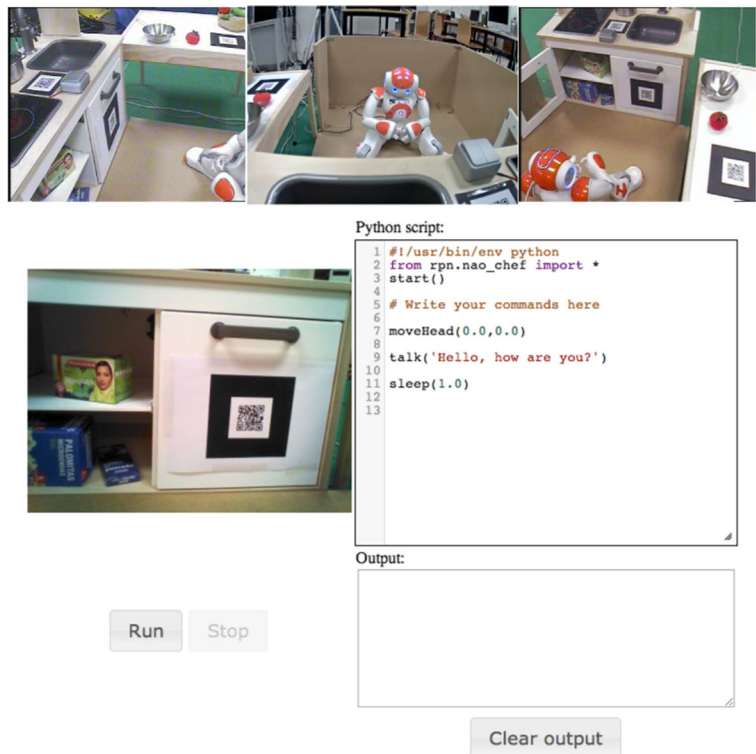 Python script:
1 #!/usr/bin/env python
2 from rpn.nao_chef import *
3 start()
4
5 # Write your commands here
6
7 moveHead(0.0,0.0)
8
9 talk('Hello, how are you?')
10
11 sleep(1.0)
12
13
PALOMITAS
MICROONDAS
Output:
Run
Stop
Clear output